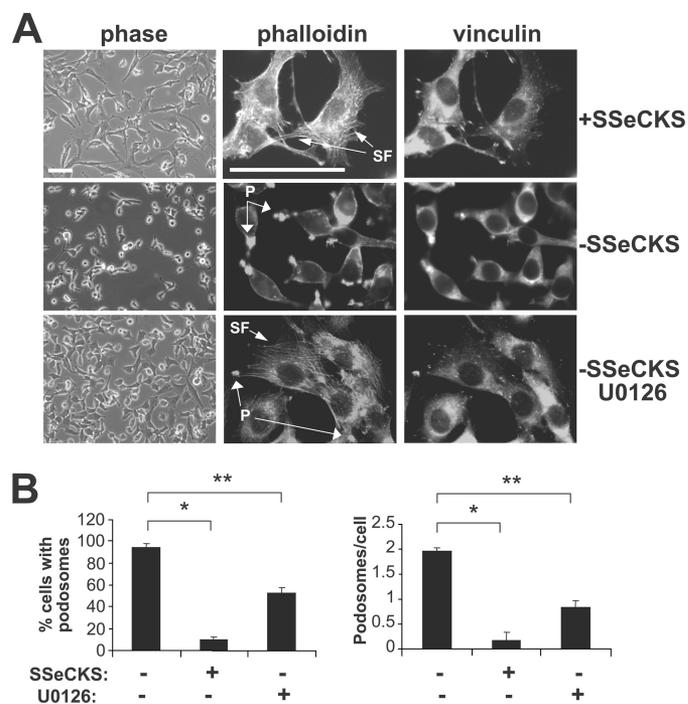 A
phase phalloidin vinculin
SF
+SSeCKS
P
-SSeCKS
SF
P
-SSeCKS
U0126
B
* **
% cells with
podosomes
120
100
80
60
40
20
0
* **
Podosomes/cell
2.5
2
1.5
1
0.5
0
SSeCKS: - + - - + -
U0126: - - + - - +